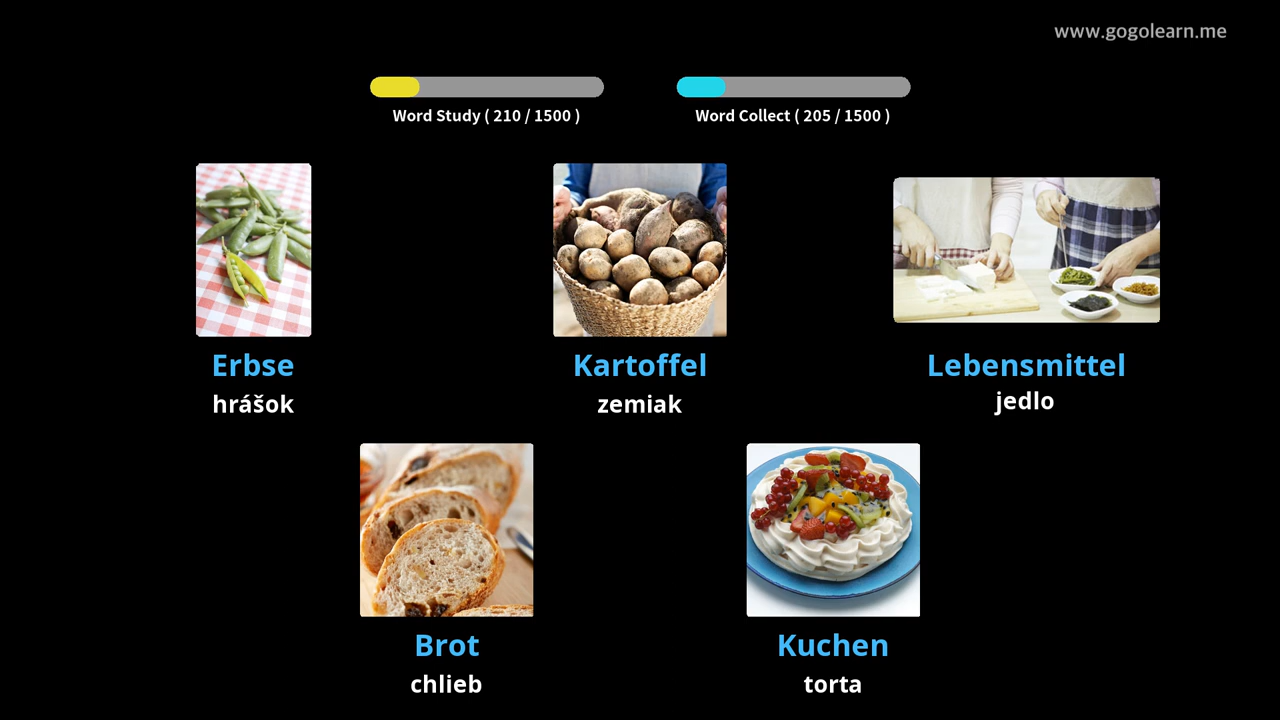 www.gogolearn.me
Word Study ( 210 / 1500 )
Word Collect ( 205 / 1500 )
Erbse
hrášok
Kartoffel
zemiak
Lebensmittel
jedlo
Brot
chlieb
Kuchen
torta